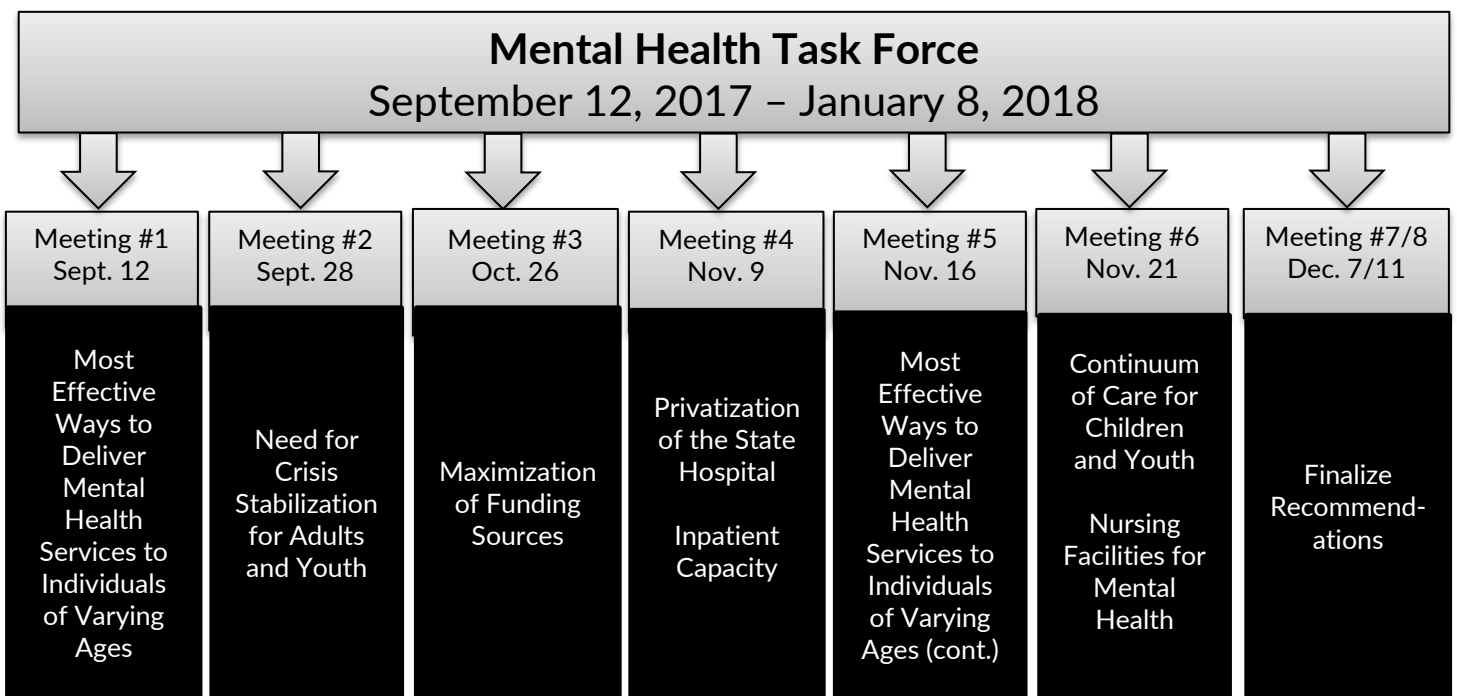 Mental Health Task Force
September 12, 2017 – January 8, 2018
Meeting #1
Sept. 12
Most
Effective
Ways to
Deliver
Mental
Health
Services to
Individuals
of Varying
Ages
Meeting #2
Sept. 28
Need for
Crisis
Stabilization
for Adults
and Youth
Meeting #3
Oct. 26
Maximization
of Funding
Sources
Meeting #4
Nov. 9
Privatization
of the State
Hospital
Inpatient
Capacity
Meeting #5
Nov. 16
Most
Effective
Ways to
Deliver
Mental
Health
Services to
Individuals
of Varying
Ages (cont.)
Meeting #6
Nov. 21
Continuum
of Care for
Children
and Youth
Nursing
Facilities for
Mental
Health
Meeting #7/8
Dec. 7/11
Finalize
Recommend-
ations